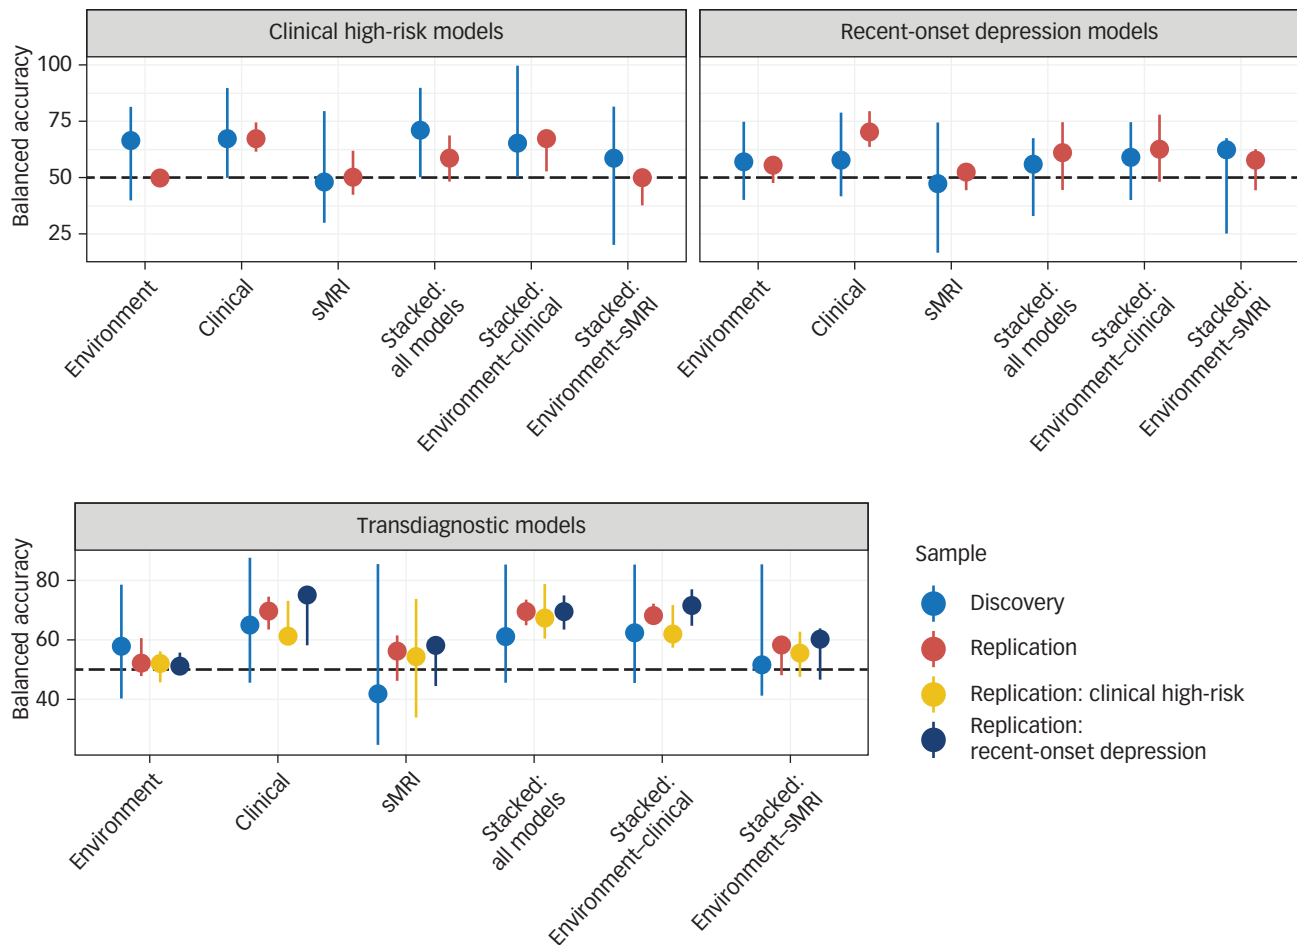 Clinical high-risk models
Recent-onset depression models
Balanced accuracy
100
75
50
25
Environment
Clinical
sMRI
Stacked:
all models
Stacked:
Environment–clinical
Stacked:
Environment–sMRI
Environment
Clinical
sMRI
Stacked:
all models
Stacked:
Environment–clinical
Stacked:
Environment–sMRI
Transdiagnostic models
Balanced accuracy
80
60
40
Environment
Clinical
sMRI
Stacked:
all models
Stacked:
Environment–clinical
Stacked:
Environment–sMRI
Sample
Discovery
Replication
Replication: clinical high-risk
Replication:
recent-onset depression